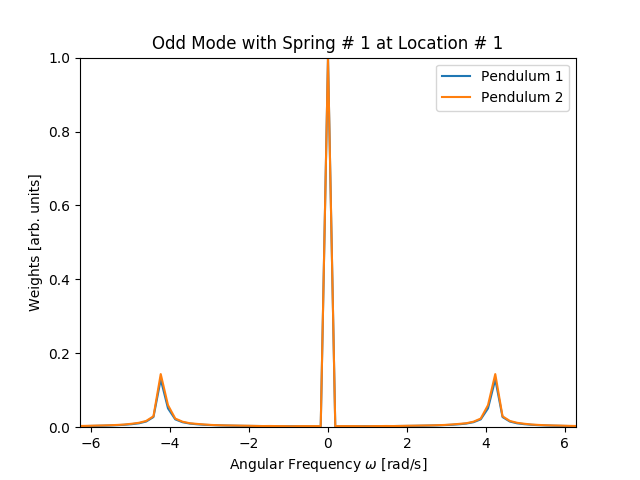 Odd Mode with Spring # 1 at Location # 1
Pendulum 1
Pendulum 2
Weights [arb. units]
1.0
0.8
0.6
0.4
0.2
0.0
−6
−4
−2
0
2
4
6
Angular Frequency ω [rad/s]